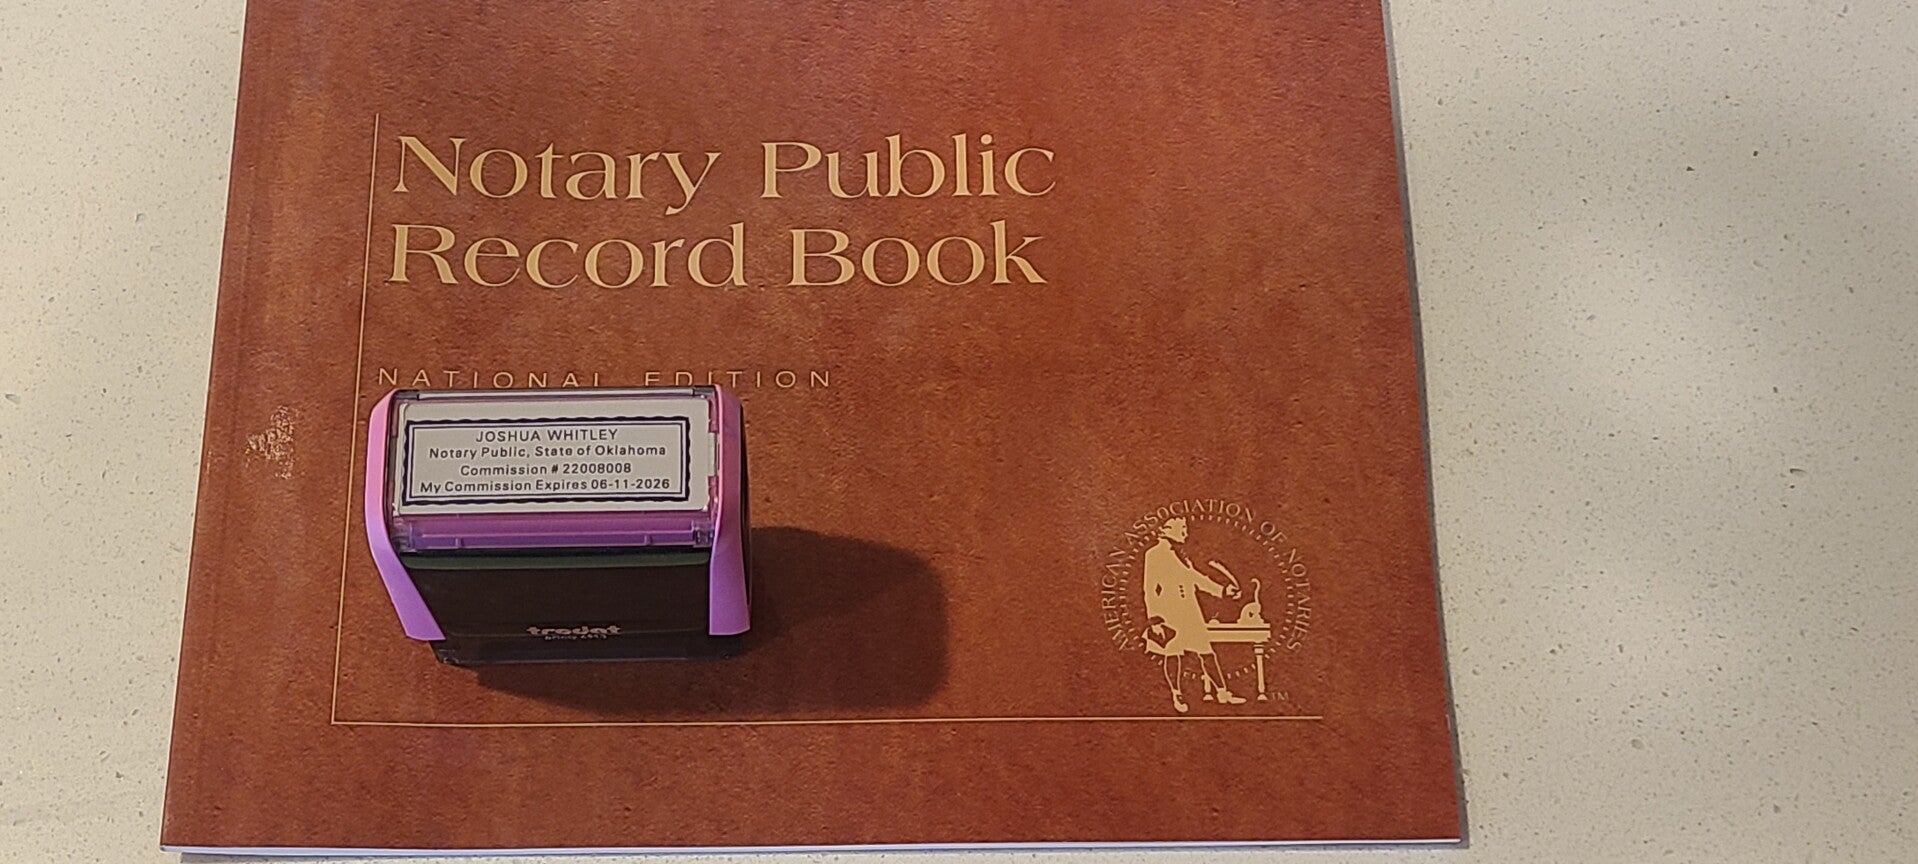 Notary Public
Record Book
NATIONAL EDITION
JOSHUA WHITLEY
Notary Public, State of Oklahoma
Commission # 22008008
My Commission Expires 06-11-2026
trodat
AMERICAN ASSOCIATION OF NOTARIES
TM